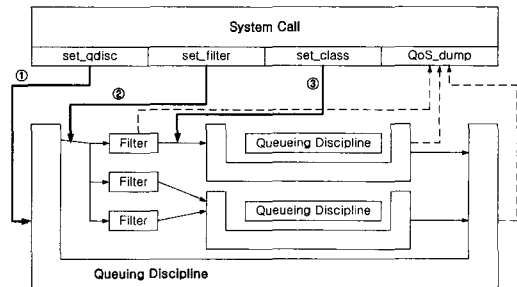 System Call
set_qdisc set_filter set_class QoS_dump
①
②
③
Filter
Queueing Discipline
Filter
Filter
Queueing Discipline
Queuing Discipline